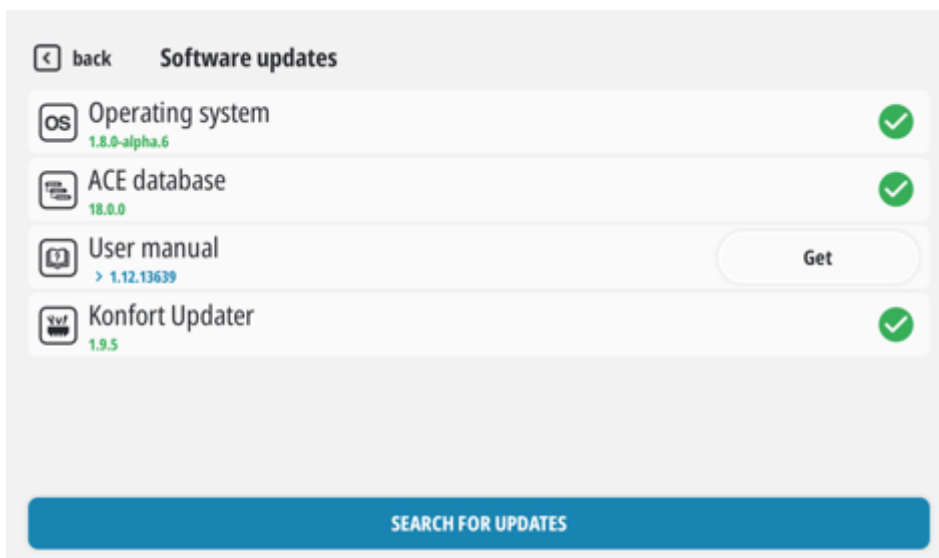 back Software updates
OS Operating system
1.8.0-alpha.6
ACE database
18.0.0
User manual
> 1.12.13639
Get
Konfort Updater
1.9.5
SEARCH FOR UPDATES